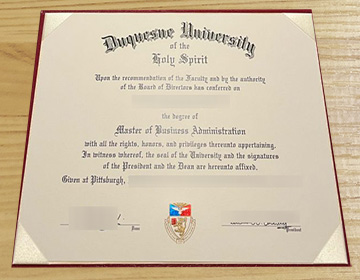 Duquesne University
of the
Holy Spirit
Upon the recommendation of the Faculty and by the authority
of the Board of Directors has conferred on
the degree of
Master of Business Administration
with all the rights, honors, and privileges thereunto appertaining.
In witness whereof, the seal of the University and the signatures
of the President and the Dean are hereunto affixed.
Given at Pittsburgh,
Dean
President